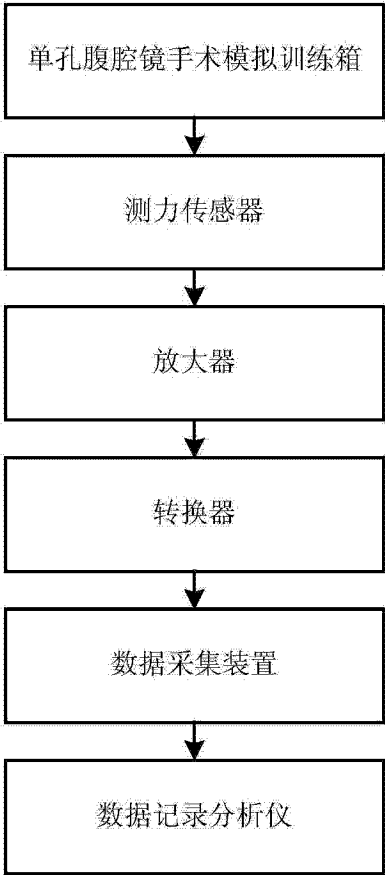 单孔腹腔镜手术模拟训练箱
测力传感器
放大器
转换器
数据采集装置
数据记录分析仪